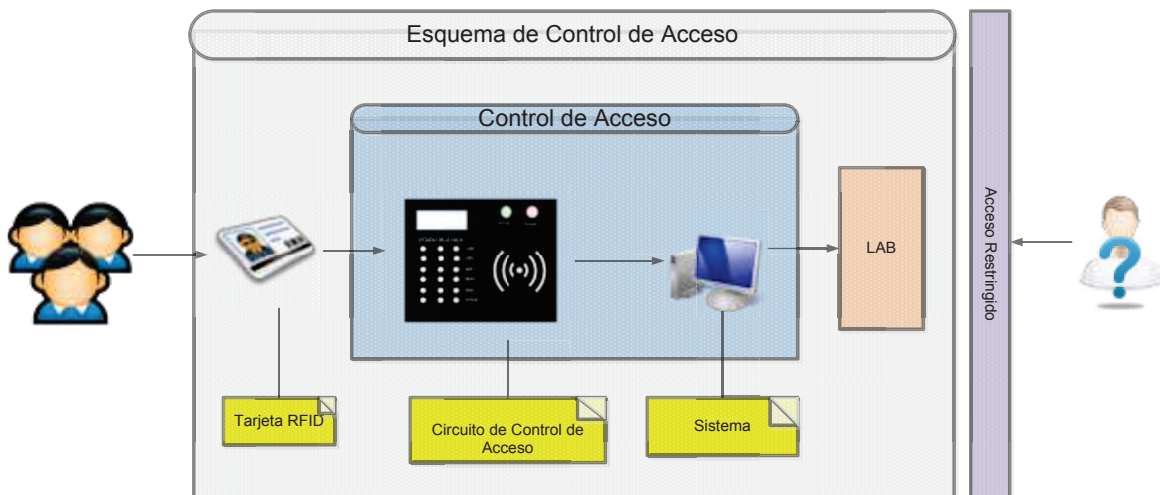 Esquema de Control de Acceso
Control de Acceso
LAB
Acceso Restringido
Tarjeta RFID
Circuito de Control de
Acceso
Sistema